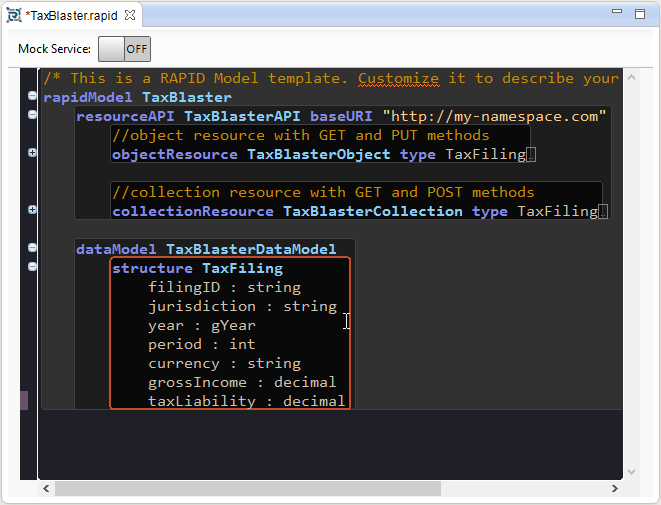 *TaxBlaster.rapid
Mock Service: OFF
/* This is a RAPID Model template. Customize it to describe your
rapidModel TaxBlaster
resourceAPI TaxBlasterAPI baseURI "http://my-namespace.com"
//object resource with GET and PUT methods
objectResource TaxBlasterObject type TaxFiling
//collection resource with GET and POST methods
collectionResource TaxBlasterCollection type TaxFiling
dataModel TaxBlasterDataModel
structure TaxFiling
filingID : string
jurisdiction : string
year : gYear
period : int
currency : string
grossIncome : decimal
taxLiability : decimal